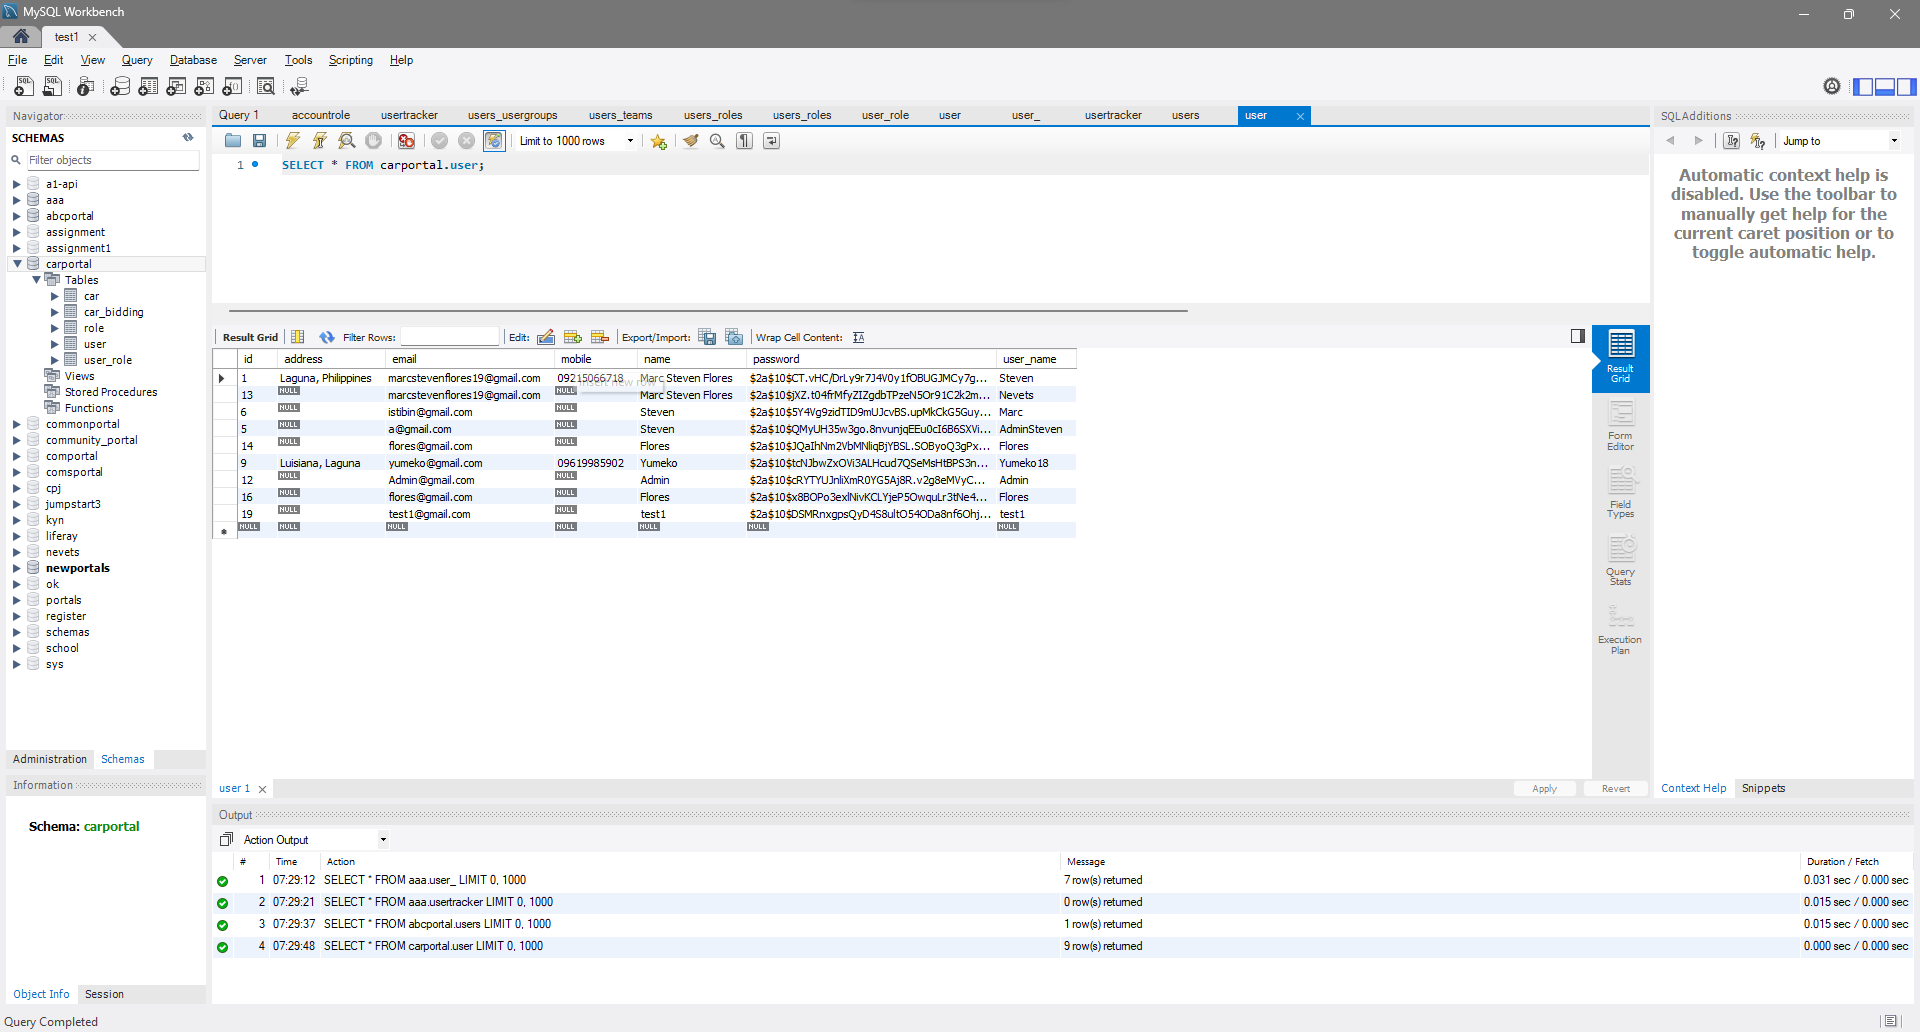 MySQL Workbench
test1
File Edit View Query Database Server Tools Scripting Help
Navigator
SCHEMAS
Filter objects
a1-api
aaa
abcportal
assignment
assignment1
carportal
Tables
car
car_bidding
role
user
user_role
Views
Stored Procedures
Functions
commonportal
community_portal
comportal
comsportal
cpj
jumpstart3
kyn
liferay
nevets
newportals
ok
portals
register
schemas
school
sys
Administration Schemas
Information
Schema: carportal
Object Info Session
Query Completed
Query 1 accountrole usertracker users_usergroups users_teams users_roles users_roles user_role user user_ usertracker users user
Limit to 1000 rows
1 SELECT * FROM carportal.user;
Result Grid Filter Rows: Edit: Export/Import: Wrap Cell Content:
id address email mobile name password user_name
1 Laguna, Philippines marcstevenflores19@gmail.com 09215066718 Marc Steven Flores $2a$10$CT.vHC/DrLy9r7J4V0y1fOBUGJMCy7g... Steven
Insert new row
13 NULL marcstevenflores19@gmail.com NULL Marc Steven Flores $2a$10$jXZ.t04frMfyZIZgdbTPzeN5Or91C2k2m... Nevets
6 NULL istibin@gmail.com NULL Steven $2a$10$5Y4Vg9zidTID9mUJcvBS.upMkCkG5Guy... Marc
5 NULL a@gmail.com NULL Steven $2a$10$QMyUH35w3go.8nvunjqEEu0cI6B6SXVi... AdminSteven
14 NULL flores@gmail.com NULL Flores $2a$10$JQaIhNm2VbMNliqBjYBSL.SOByoQ3gPx... Flores
9 Luisiana, Laguna yumeko@gmail.com 09619985902 Yumeko $2a$10$tcNJbwZxOVi3ALHcud7QSeMsHtBPS3n... Yumeko18
12 NULL Admin@gmail.com NULL Admin $2a$10$cRYTYUJnliXmR0YG5Aj8R.v2g8eMVyC... Admin
16 NULL flores@gmail.com NULL Flores $2a$10$x8BOPo3exlNivKCLYjeP5OwquLr3tNe4... Flores
19 NULL test1@gmail.com NULL test1 $2a$10$DSMRnxgpsQyD4S8ultO54ODa8nf6Ohj... test1
NULL NULL NULL NULL NULL NULL NULL
Result Grid
Form Editor
Field Types
Query Stats
Execution Plan
user 1 Apply Revert
SQLAdditions
Jump to
Automatic context help is
disabled. Use the toolbar to
manually get help for the
current caret position or to
toggle automatic help.
Context Help Snippets
Output
Action Output
# Time Action Message Duration / Fetch
1 07:29:12 SELECT * FROM aaa.user_ LIMIT 0, 1000 7 row(s) returned 0.031 sec / 0.000 sec
2 07:29:21 SELECT * FROM aaa.usertracker LIMIT 0, 1000 0 row(s) returned 0.015 sec / 0.000 sec
3 07:29:37 SELECT * FROM abcportal.users LIMIT 0, 1000 1 row(s) returned 0.015 sec / 0.000 sec
4 07:29:48 SELECT * FROM carportal.user LIMIT 0, 1000 9 row(s) returned 0.000 sec / 0.000 sec